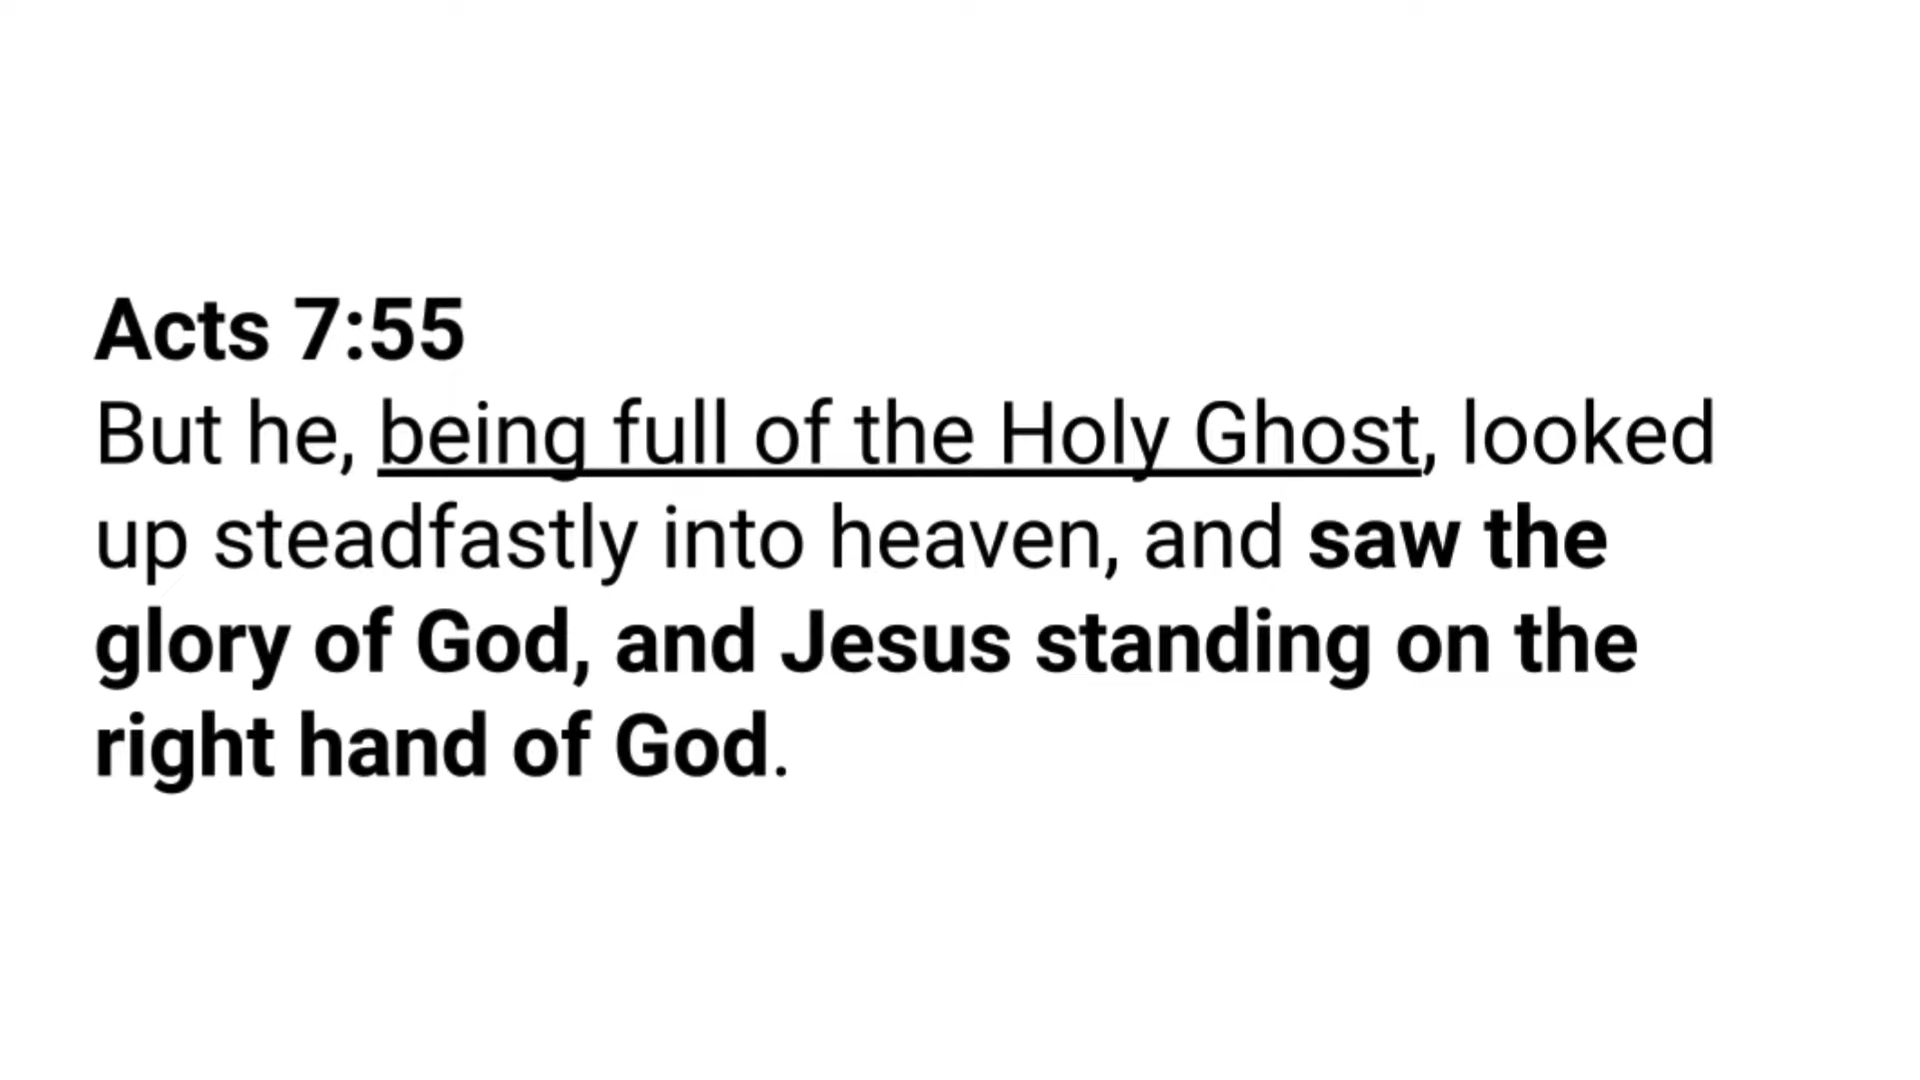 Acts 7:55
But he, being full of the Holy Ghost, looked
up steadfastly into heaven, and saw the
glory of God, and Jesus standing on the
right hand of God.